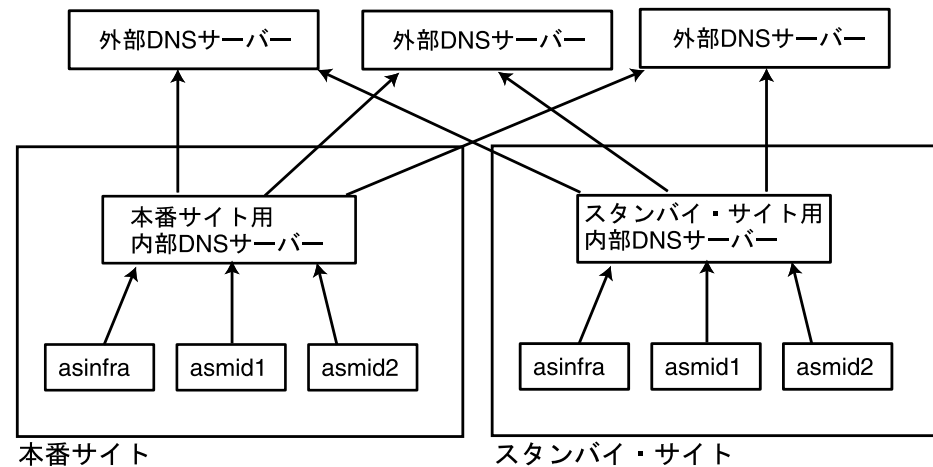 外部DNSサーバー
外部DNSサーバー
外部DNSサーバー
本番サイト用
内部DNSサーバー
スタンバイ・サイト用
内部DNSサーバー
asinfra
asmid1
asmid2
asinfra
asmid1
asmid2
本番サイト
スタンバイ・サイト